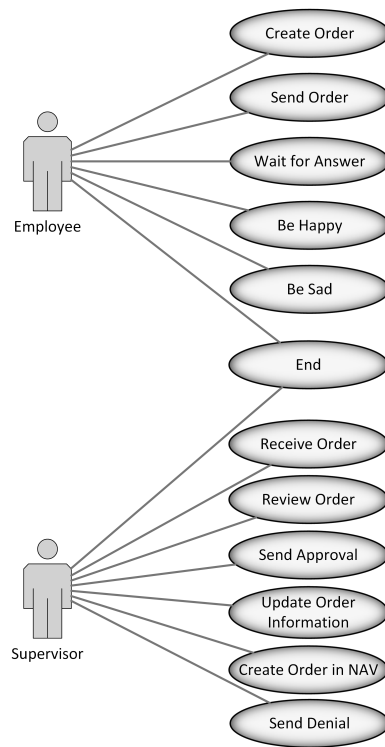 Create Order
Send Order
Wait for Answer
Employee
Be Happy
Be Sad
End
Receive Order
Review Order
Send Approval
Update Order
Information
Supervisor
Create Order in NAV
Send Denial